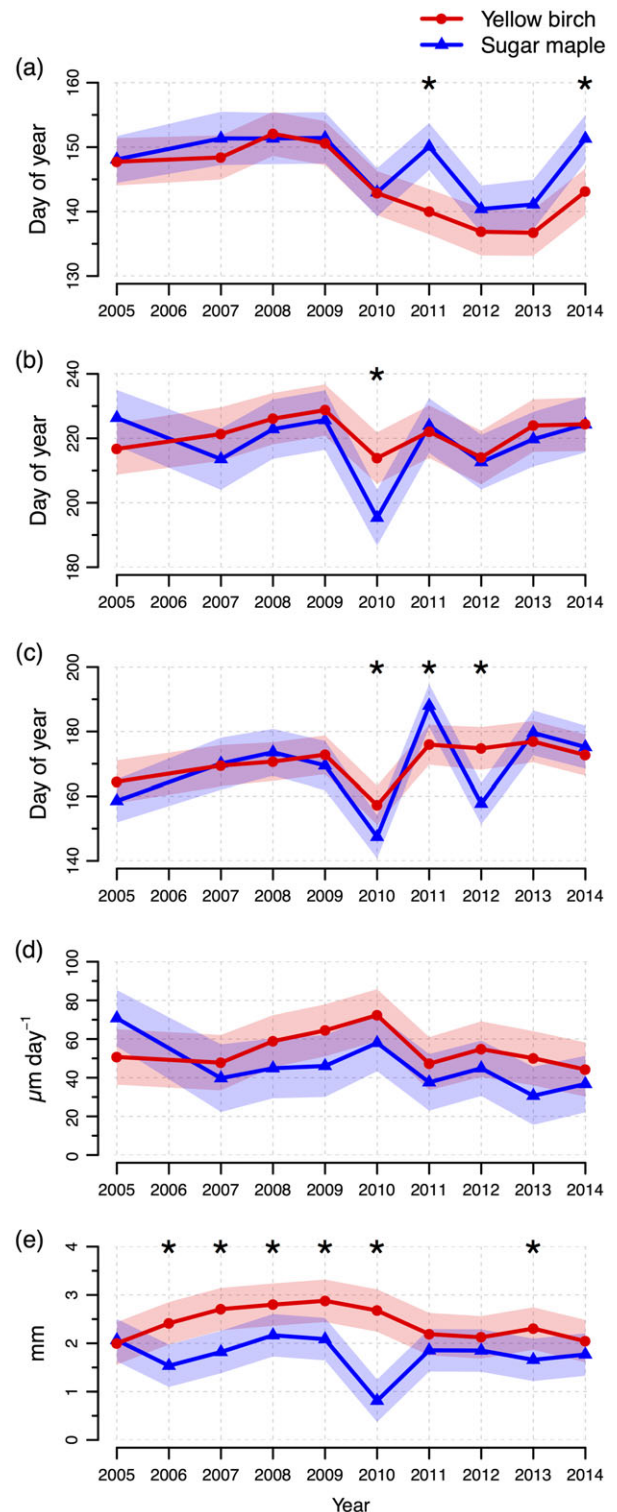 Yellow birch
Sugar maple
(a)
* *
160
150
140
130
Day of year
2005 2006 2007 2008 2009 2010 2011 2012 2013 2014
(b)
*
240
220
200
180
Day of year
2005 2006 2007 2008 2009 2010 2011 2012 2013 2014
(c)
* * *
200
180
160
140
Day of year
2005 2006 2007 2008 2009 2010 2011 2012 2013 2014
(d)
100
80
60
40
20
0
µm day⁻¹
2005 2006 2007 2008 2009 2010 2011 2012 2013 2014
(e)
* * * * * *
4
3
2
1
0
mm
2005 2006 2007 2008 2009 2010 2011 2012 2013 2014
Year